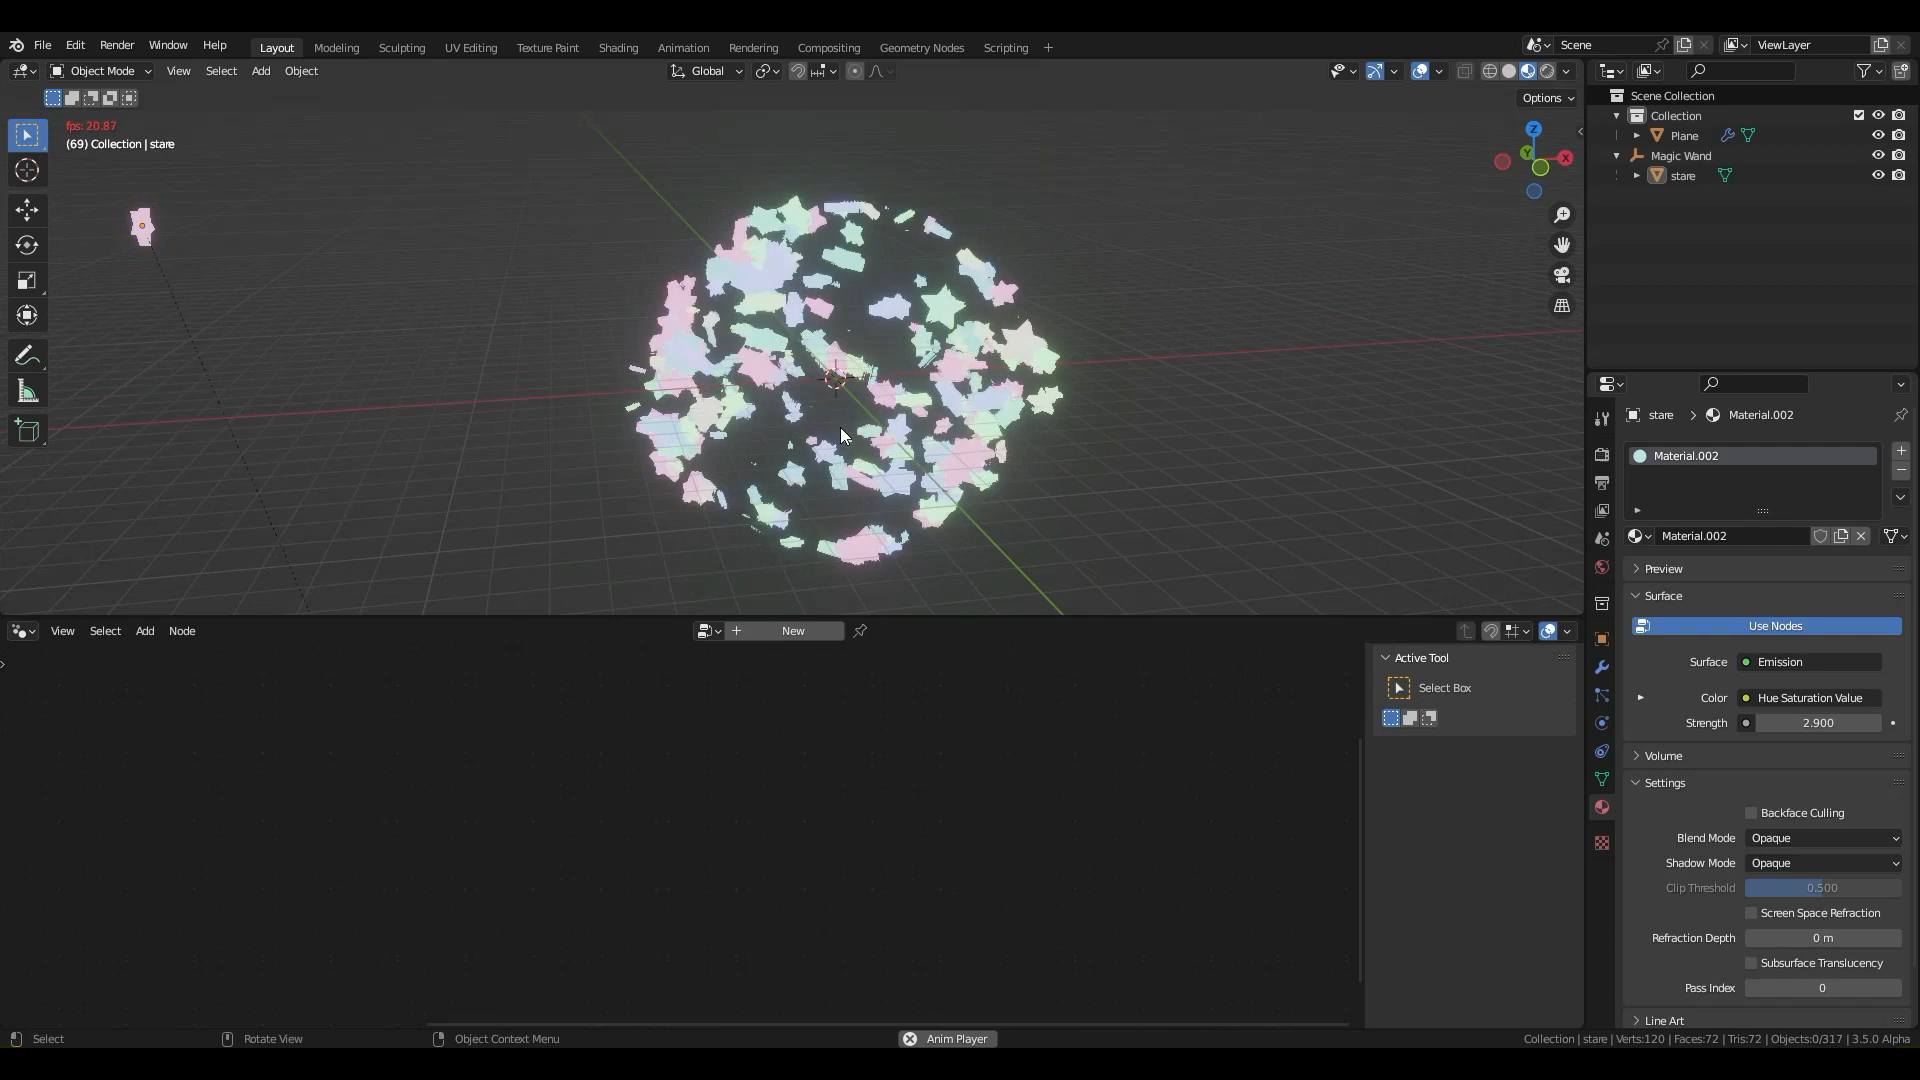 File Edit Render Window Help Layout Modeling Sculpting UV Editing Texture Paint Shading Animation Rendering Compositing Geometry Nodes Scripting + Scene ViewLayer
Object Mode View Select Add Object Global
Options
fps: 20.87
(69) Collection | stare
Z
Y
X
Scene Collection
Collection
Plane
Magic Wand
stare
stare > Material.002
Material.002
Material.002
Preview
Surface
Use Nodes
Surface Emission
Color Hue Saturation Value
Strength 2.900
Volume
Settings
Backface Culling
Blend Mode Opaque
Shadow Mode Opaque
Clip Threshold 0.500
Screen Space Refraction
Refraction Depth 0 m
Subsurface Translucency
Pass Index 0
Line Art
View Select Add Node New
Active Tool
Select Box
Select Rotate View Object Context Menu Anim Player Collection | stare | Verts:120 | Faces:72 | Tris:72 | Objects:0/317 | 3.5.0 Alpha